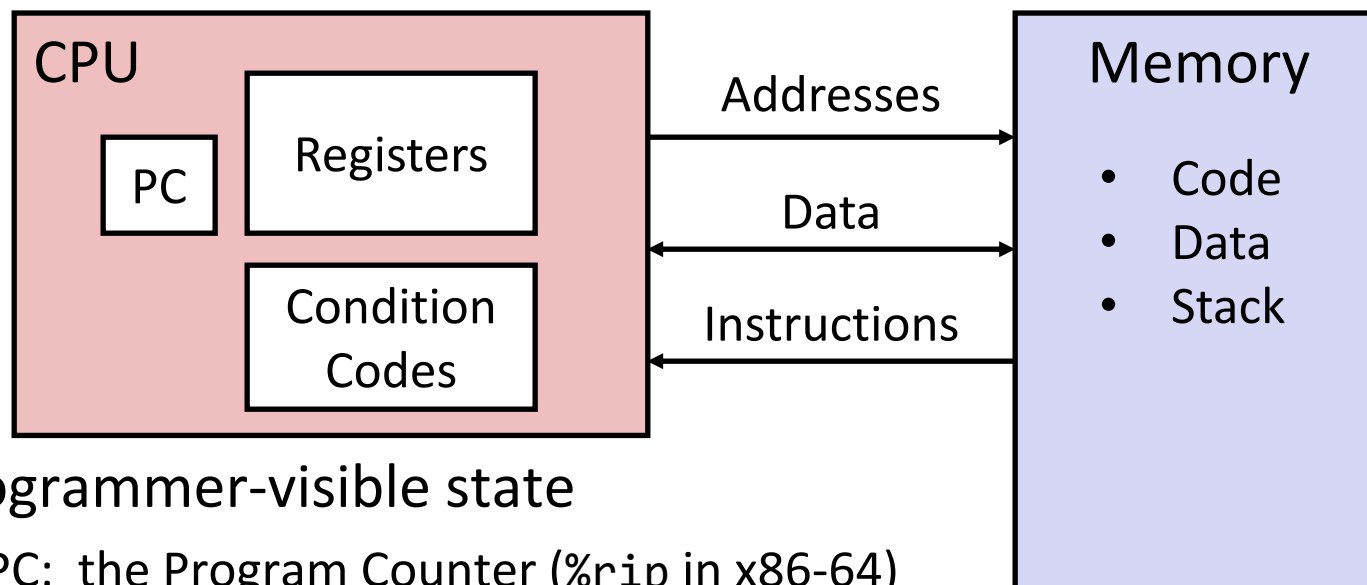 CPU
Memory
PC
Registers
Condition
Codes
Addresses
Data
Instructions
• Code
• Data
• Stack
ogrammer-visible state
PC: the Program Counter (%rip in x86-64)